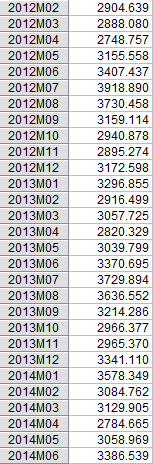 2012M02 2904.639
2012M03 2888.080
2012M04 2748.757
2012M05 3155.558
2012M06 3407.437
2012M07 3918.890
2012M08 3730.458
2012M09 3159.114
2012M10 2940.878
2012M11 2895.274
2012M12 3172.598
2013M01 3296.855
2013M02 2916.499
2013M03 3057.725
2013M04 2820.329
2013M05 3039.799
2013M06 3370.695
2013M07 3729.894
2013M08 3636.552
2013M09 3214.286
2013M10 2966.377
2013M11 2965.370
2013M12 3341.110
2014M01 3578.349
2014M02 3084.762
2014M03 3129.905
2014M04 2784.665
2014M05 3058.969
2014M06 3386.539